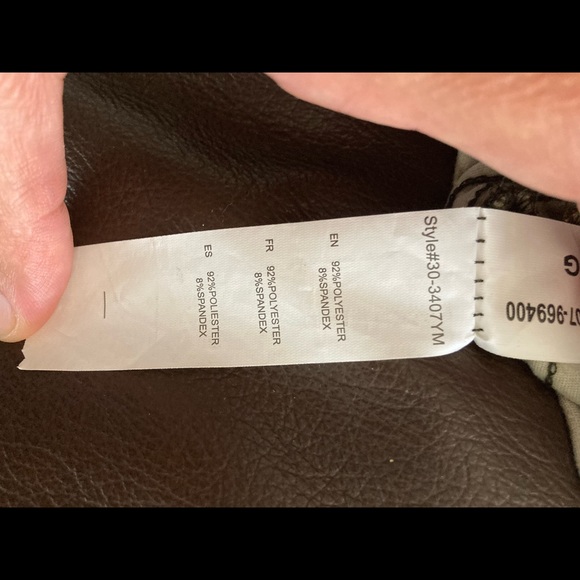 Style#30-3407YM
EN 92%POLYESTER
8%SPANDEX
FR 92%POLYESTER
8%SPANDEX
ES 92%POLIESTER
8%SPANDEX
07-969400
G